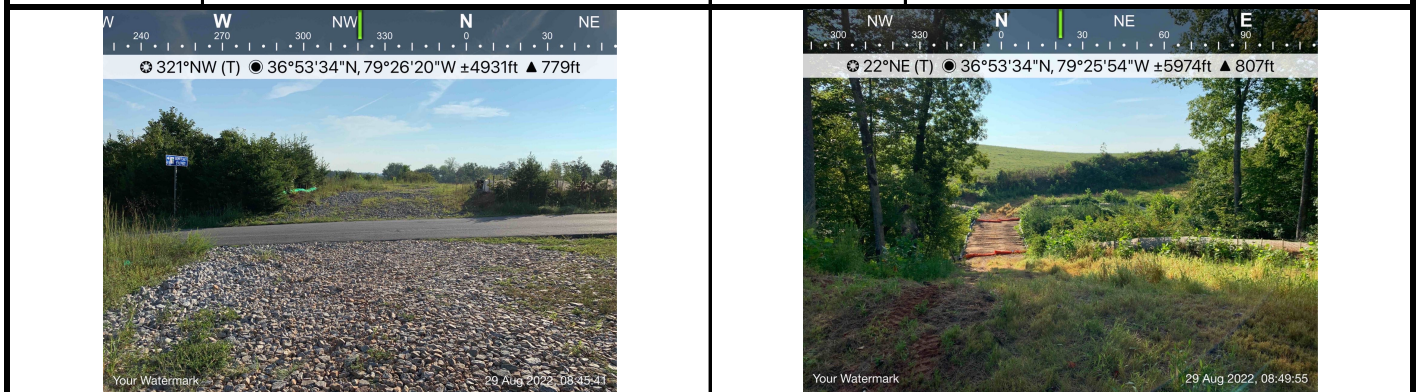 W W NW N NE
240 270 300 330 0 30
321°NW (T) 36°53'34"N, 79°26'20"W ±4931ft ▲ 779ft
Your Watermark 29 Aug 2022, 08:45:41
NW N NE E
300 330 0 30 60 90
22°NE (T) 36°53'34"N, 79°25'54"W ±5974ft ▲ 807ft
Your Watermark 29 Aug 2022, 08:49:55